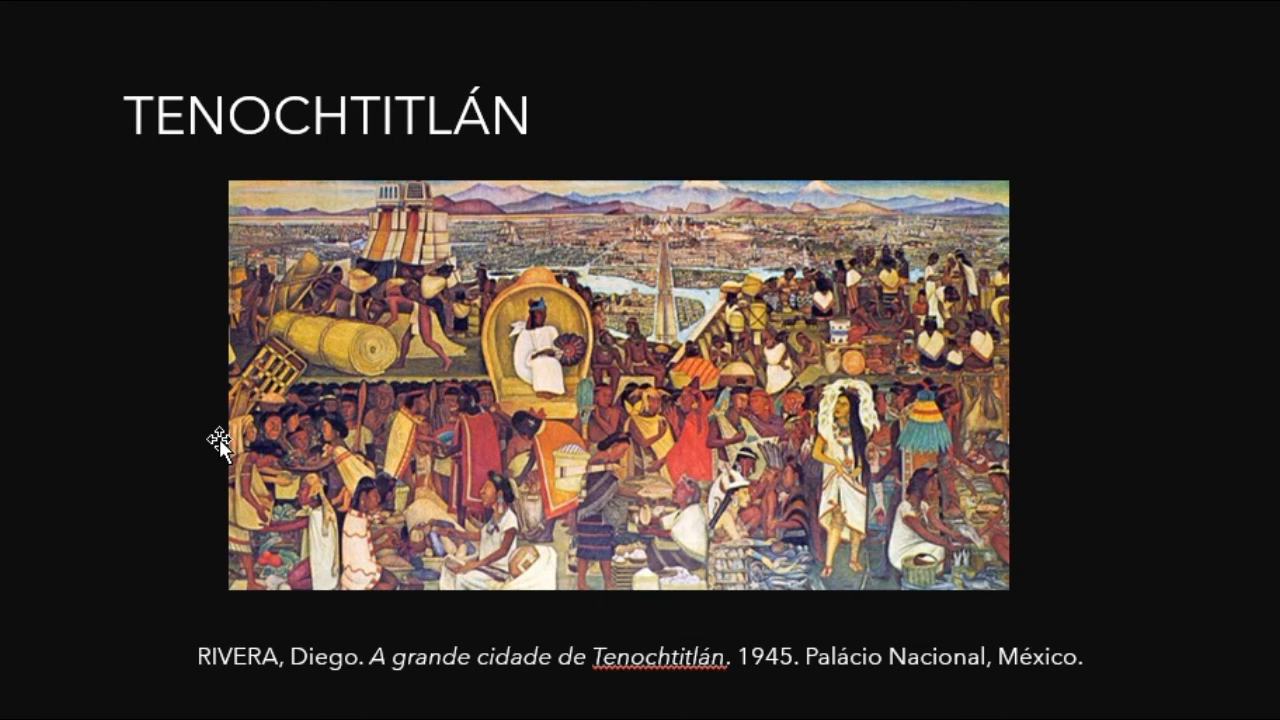 TENOCHTITLÁN
RIVERA, Diego. A grande cidade de Tenochtitlán. 1945. Palácio Nacional, México.